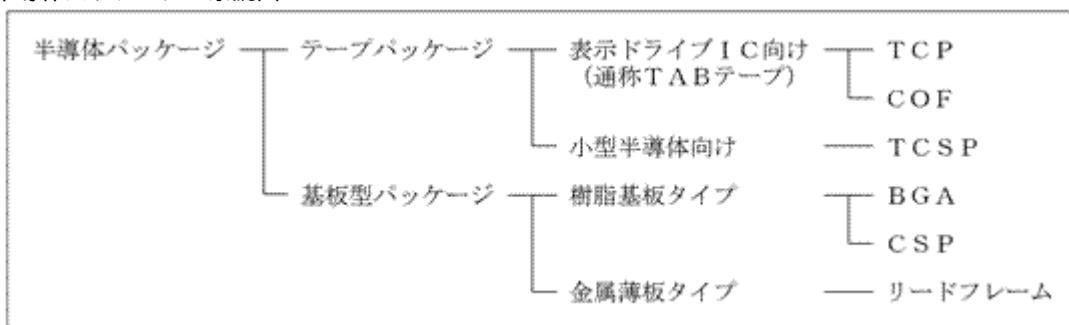 半導体パッケージ テープパッケージ 表示ドライブIC向け TCP
(通称TABテープ)
COF
小型半導体向け TCSP
基板型パッケージ 樹脂基板タイプ BGA
CSP
金属薄板タイプ リードフレーム